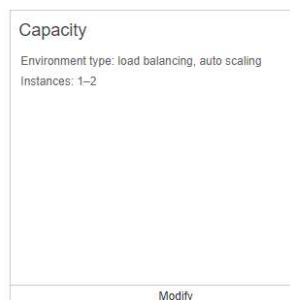 Capacity
Environment type: load balancing, auto scaling
Instances: 1–2
Modify